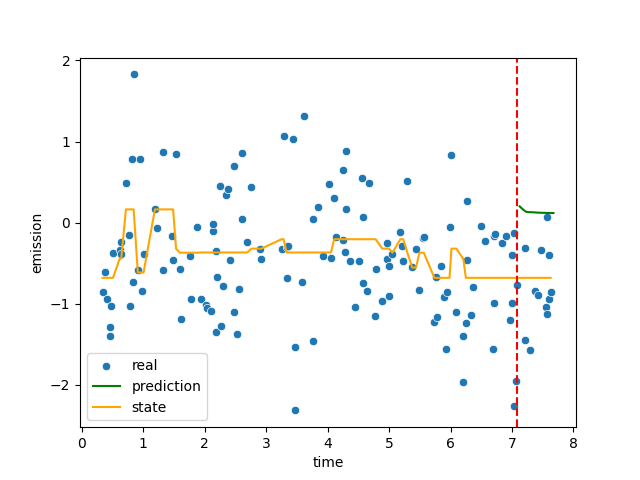 2
1
0
−1
−2
emission
real
prediction
state
0 1 2 3 4 5 6 7 8
time